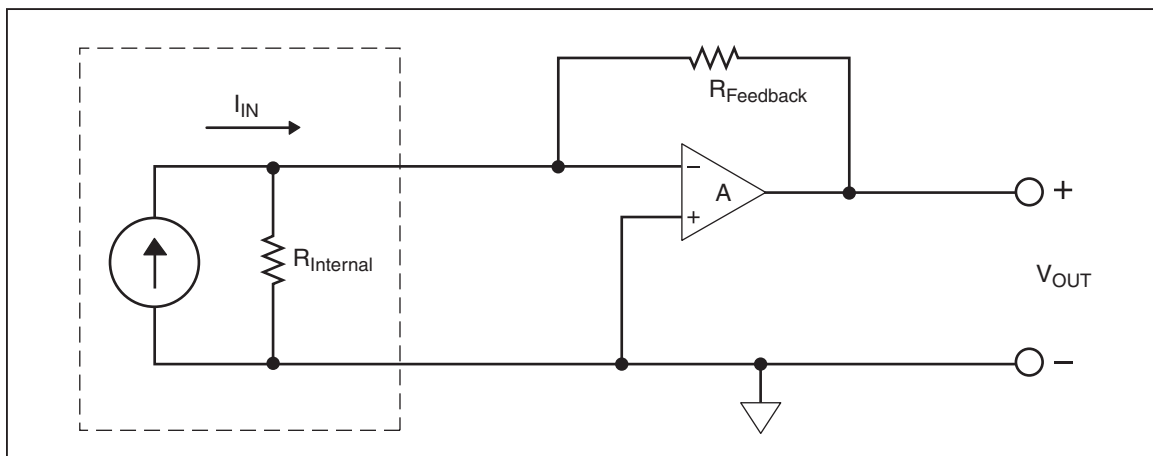 R_Feedback
I_IN
−
A
+
+
R_Internal
V_OUT
−